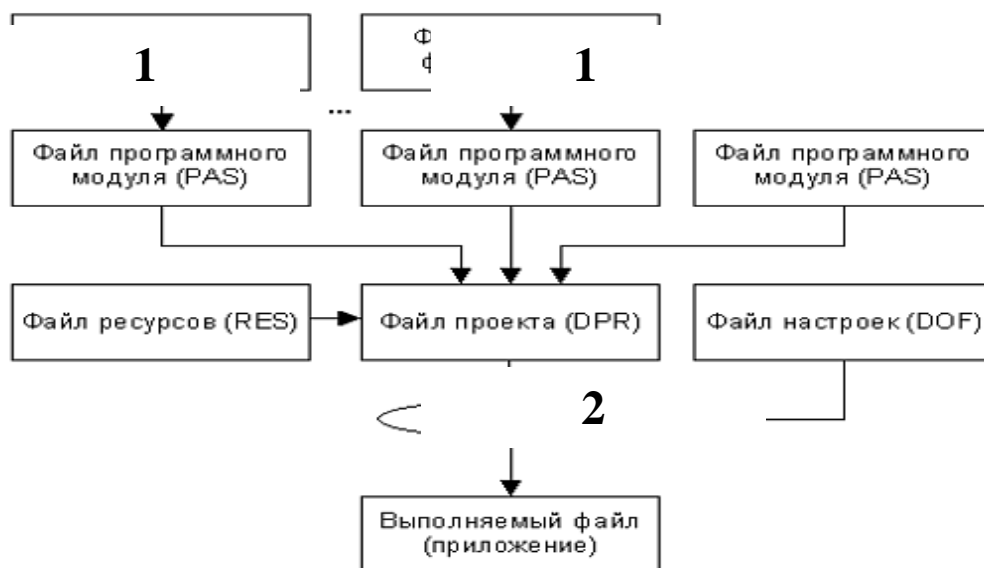 1
1
...
Файл программного
модуля (PAS)
Файл программного
модуля (PAS)
Файл программного
модуля (PAS)
Файл ресурсов (RES)
Файл проекта (DPR)
Файл настроек (DOF)
2
Выполняемый файл
(приложение)